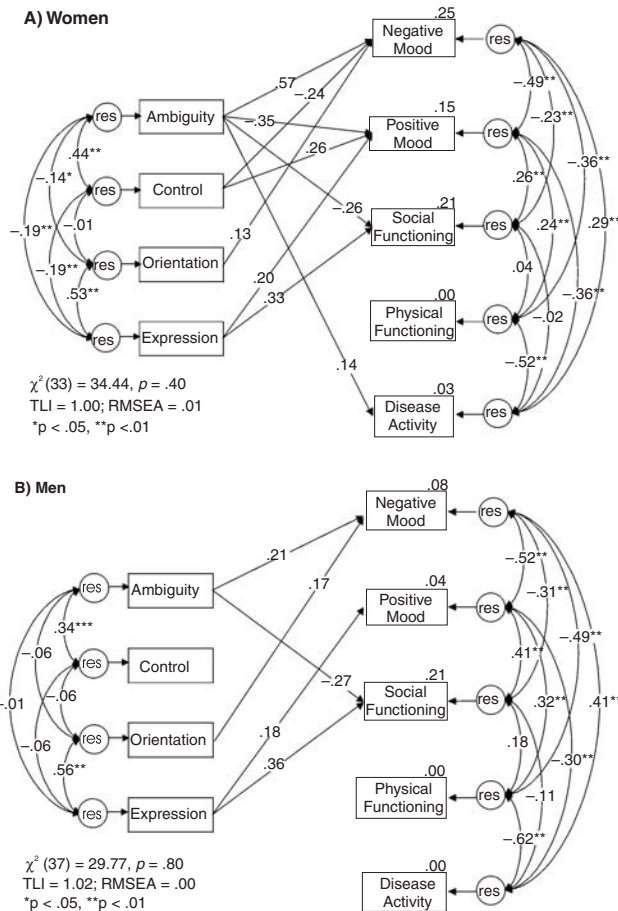 A) Women
.25
Negative
Mood
res
.57
-.24
-.49**
-.23**
.15
res
Ambiguity
-.35
Positive
Mood
res
.44**
.26
-.36**
-.14*
.26**
res
Control
.21
-.26
Social
Functioning
res
.24**
.29**
-.19**
-.01
.13
-.19**
res
Orientation
.20
.04
.53**
.33
.00
-.36**
res
Expression
Physical
Functioning
res
-.02
.14
-.52**
χ² (33) = 34.44, p = .40
TLI = 1.00; RMSEA = .01
*p < .05, **p <.01
.03
Disease
Activity
res
B) Men
.08
Negative
Mood
res
.21
-.52**
.17
-.31**
.04
res
Ambiguity
Positive
Mood
res
.34***
-.49**
-.06
.41**
res
Control
-.27
.21
-.01
-.06
Social
Functioning
res
.32**
.41**
-.06
res
Orientation
.18
.18
.56**
.36
-.30**
.00
res
Expression
Physical
Functioning
res
-.11
-.62**
χ² (37) = 29.77, p = .80
TLI = 1.02; RMSEA = .00
*p < .05, **p < .01
.00
Disease
Activity
res